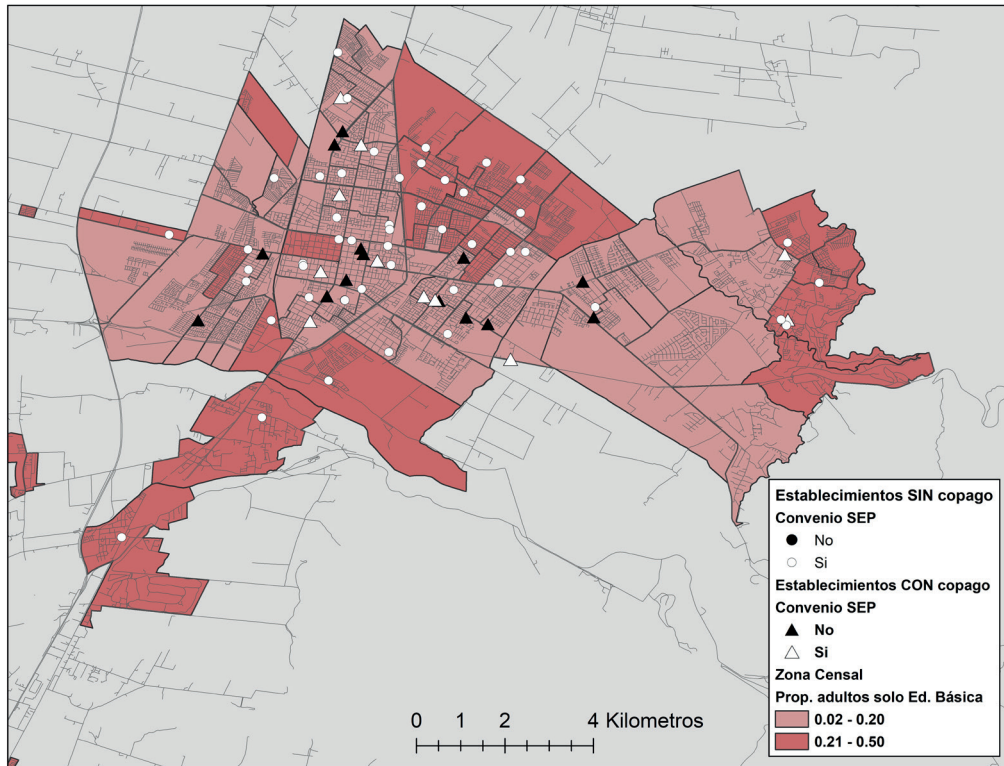 Establecimientos SIN copago
Convenio SEP
No
Si
Establecimientos CON copago
Convenio SEP
No
Si
Zona Censal
Prop. adultos solo Ed. Básica
0.02 - 0.20
0.21 - 0.50
0 1 2 4 Kilometros